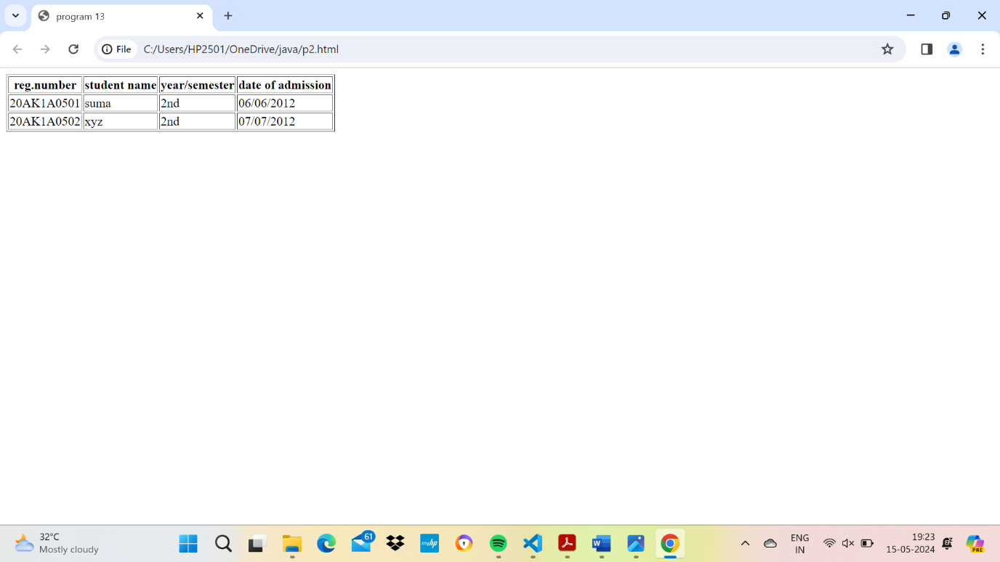 program 13
File C:/Users/HP2501/OneDrive/java/p2.html
reg.number student name year/semester date of admission
20AK1A0501 suma 2nd 06/06/2012
20AK1A0502 xyz 2nd 07/07/2012
32°C
Mostly cloudy
61
myhp
W
ENG
IN
19:23
15-05-2024
PRE